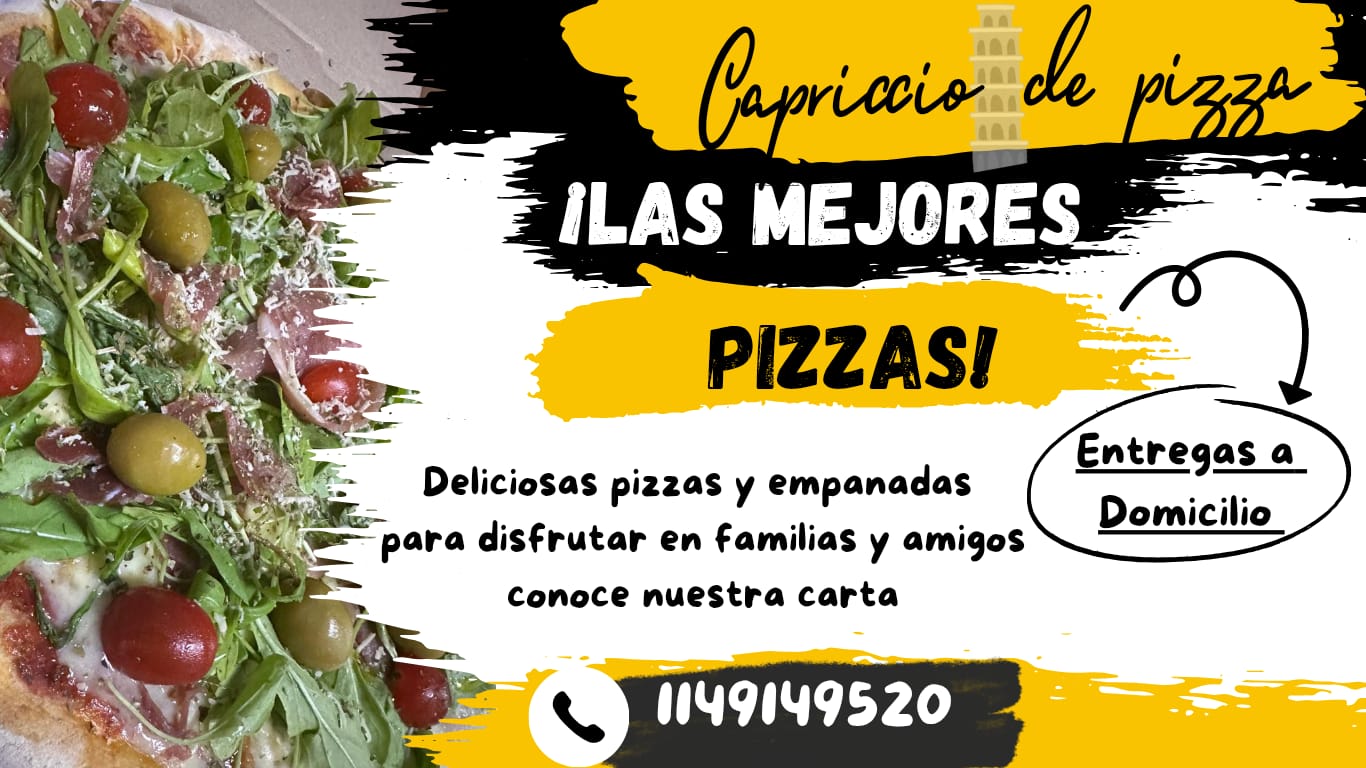 Capriccio de pizza
¡LAS MEJORES
PIZZAS!
Entregas a
Domicilio
Deliciosas pizzas y empanadas
para disfrutar en familias y amigos
conoce nuestra carta
1149149520